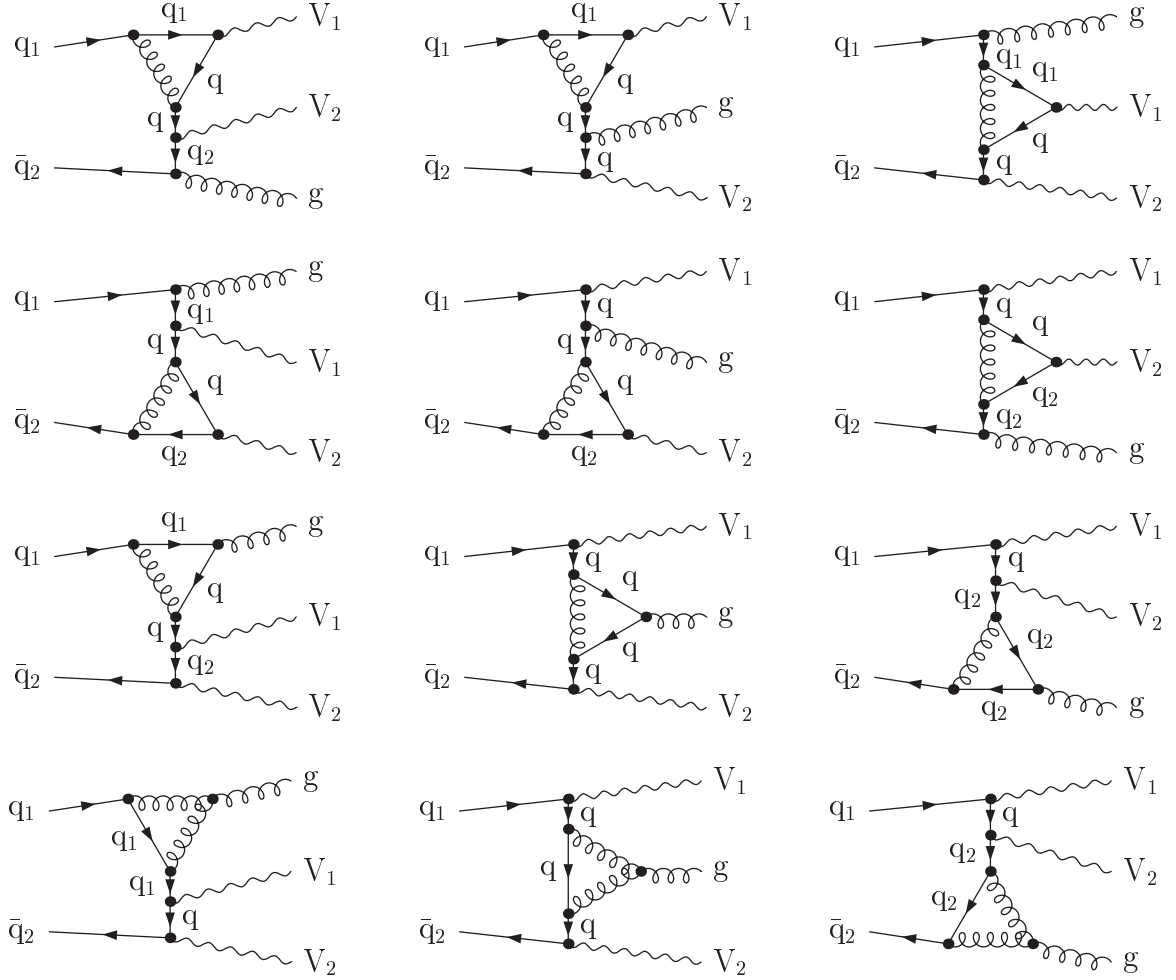 q₁
V₁
q₁
q
V₂
q
q₂
q̄₂
g
q₁
V₁
q₁
q
g
q
q
q̄₂
V₂
g
q₁
q₁
q₁
V₁
q
q̄₂
q
V₂
g
q₁
q₁
V₁
q
q
q̄₂
q₂
V₂
V₁
q₁
q
g
q
q
q̄₂
q₂
V₂
V₁
q₁
q
q
V₂
q₂
q̄₂
q₂
g
q₁
g
q₁
q
V₁
q
q₂
q̄₂
V₂
V₁
q₁
q
q
g
q
q̄₂
q
V₂
V₁
q₁
q
q₂
V₂
q₂
q̄₂
q₂
g
g
q₁
q₁
V₁
q₁
q
q̄₂
V₂
V₁
q₁
q
q
g
q
q̄₂
V₂
V₁
q₁
q
q₂
V₂
q₂
q̄₂
g